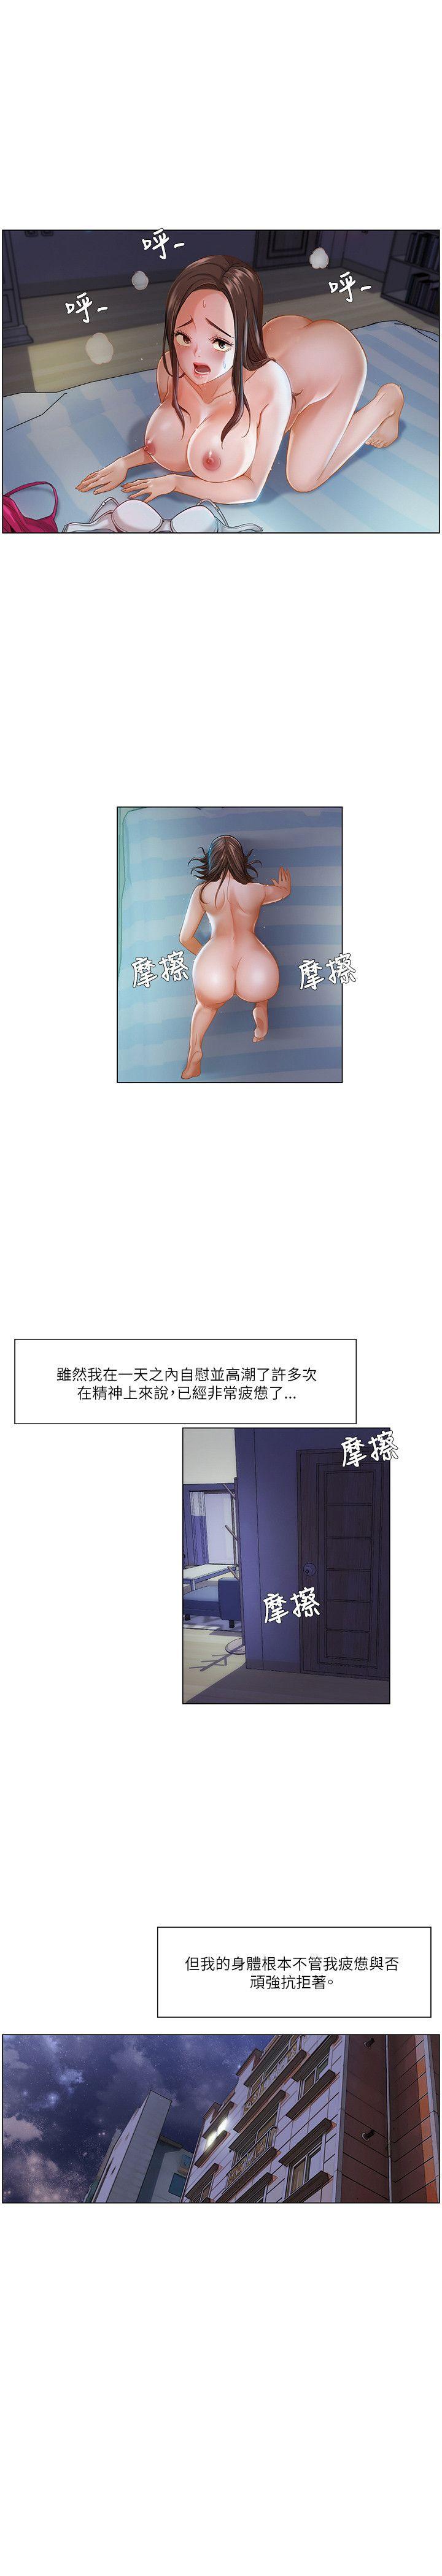 呼-
呼-
呼-
摩擦
摩擦
雖然我在一天之內自慰並高潮了許多次
在精神上來說,已經非常疲憊了...
摩擦
摩擦
但我的身體根本不管我疲憊與否
頑強抗拒著。